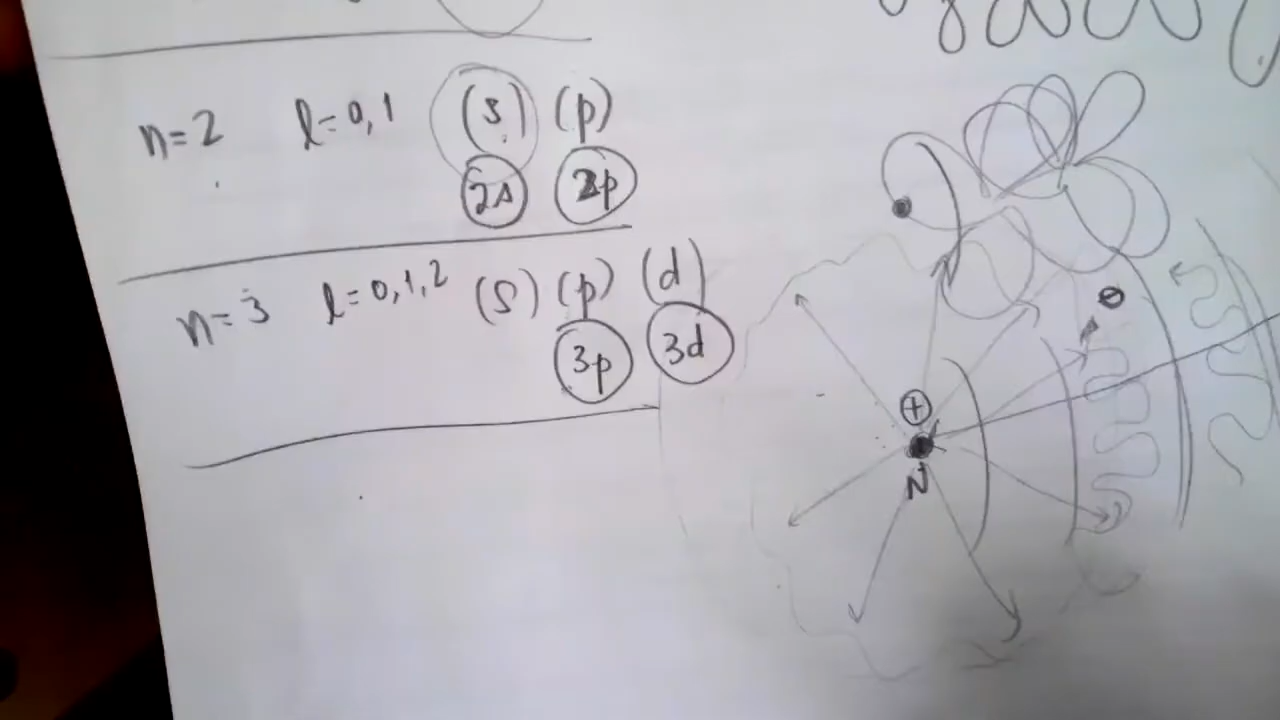 n=2 l=0,1 (s) (p)
2s 2p
n=3 l=0,1,2 (s) (p) (d)
3p 3d
⊖
⊕
N